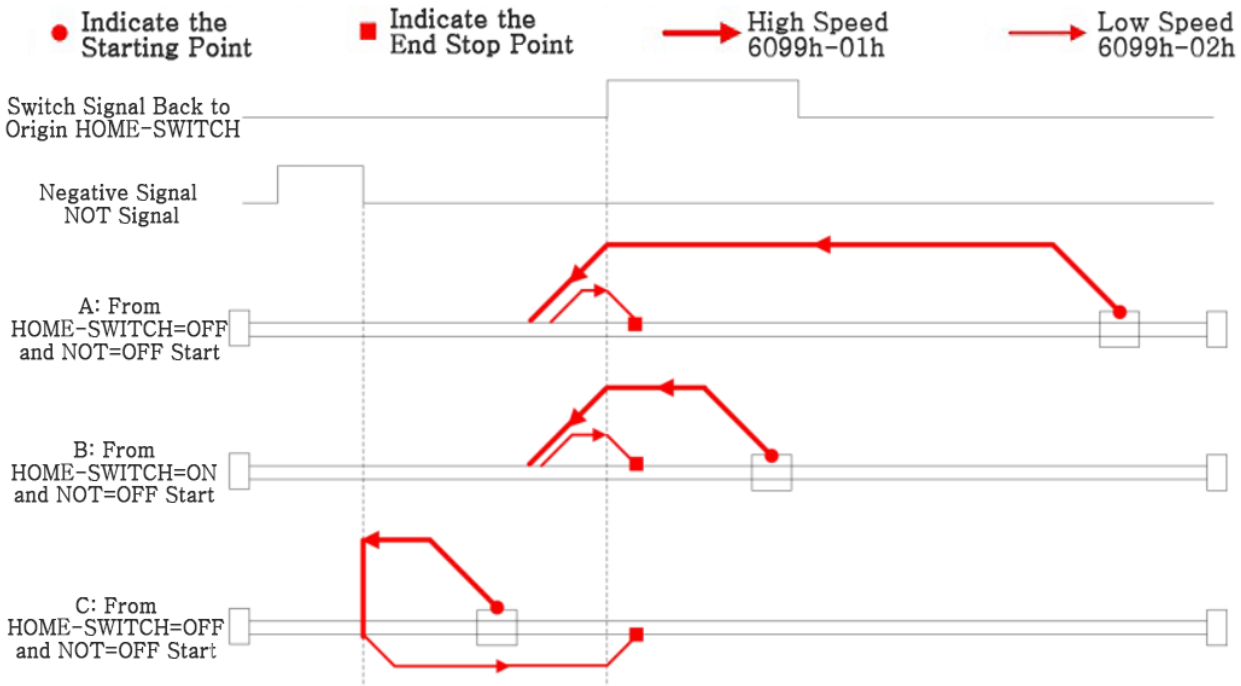 Indicate the
Starting Point
Indicate the
End Stop Point
High Speed
6099h-01h
Low Speed
6099h-02h
Switch Signal Back to
Origin HOME-SWITCH
Negative Signal
NOT Signal
A: From
HOME-SWITCH=OFF
and NOT=OFF Start
B: From
HOME-SWITCH=ON
and NOT=OFF Start
C: From
HOME-SWITCH=OFF
and NOT=OFF Start